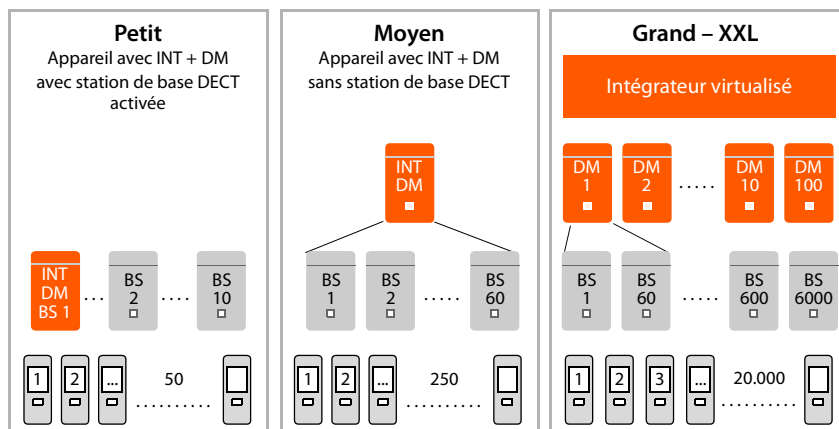 Petit
Appareil avec INT + DM
avec station de base DECT
activée
INT
DM
BS 1
...
BS
2
....
BS
10
1
2
...
50
..........
Moyen
Appareil avec INT + DM
sans station de base DECT
INT
DM
BS
1
BS
2
.....
BS
60
1
2
...
250
..........
Grand – XXL
Intégrateur virtualisé
DM
1
DM
2
.....
DM
10
DM
100
BS
1
BS
60
.....
BS
600
BS
6000
1
2
3
...
20.000
..........